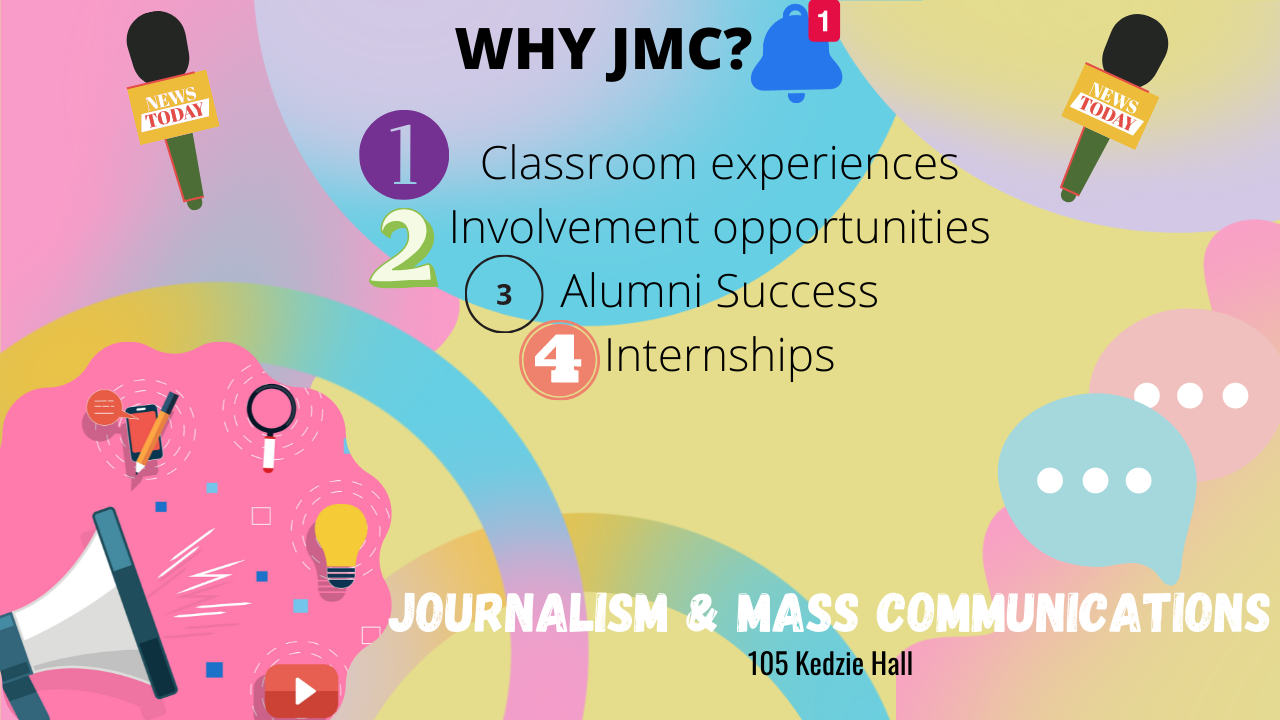 WHY JMC?
1
NEWS
TODAY
NEWS
TODAY
1 Classroom experiences
2 Involvement opportunities
3 Alumni Success
4 Internships
JOURNALISM & MASS COMMUNICATIONS
105 Kedzie Hall